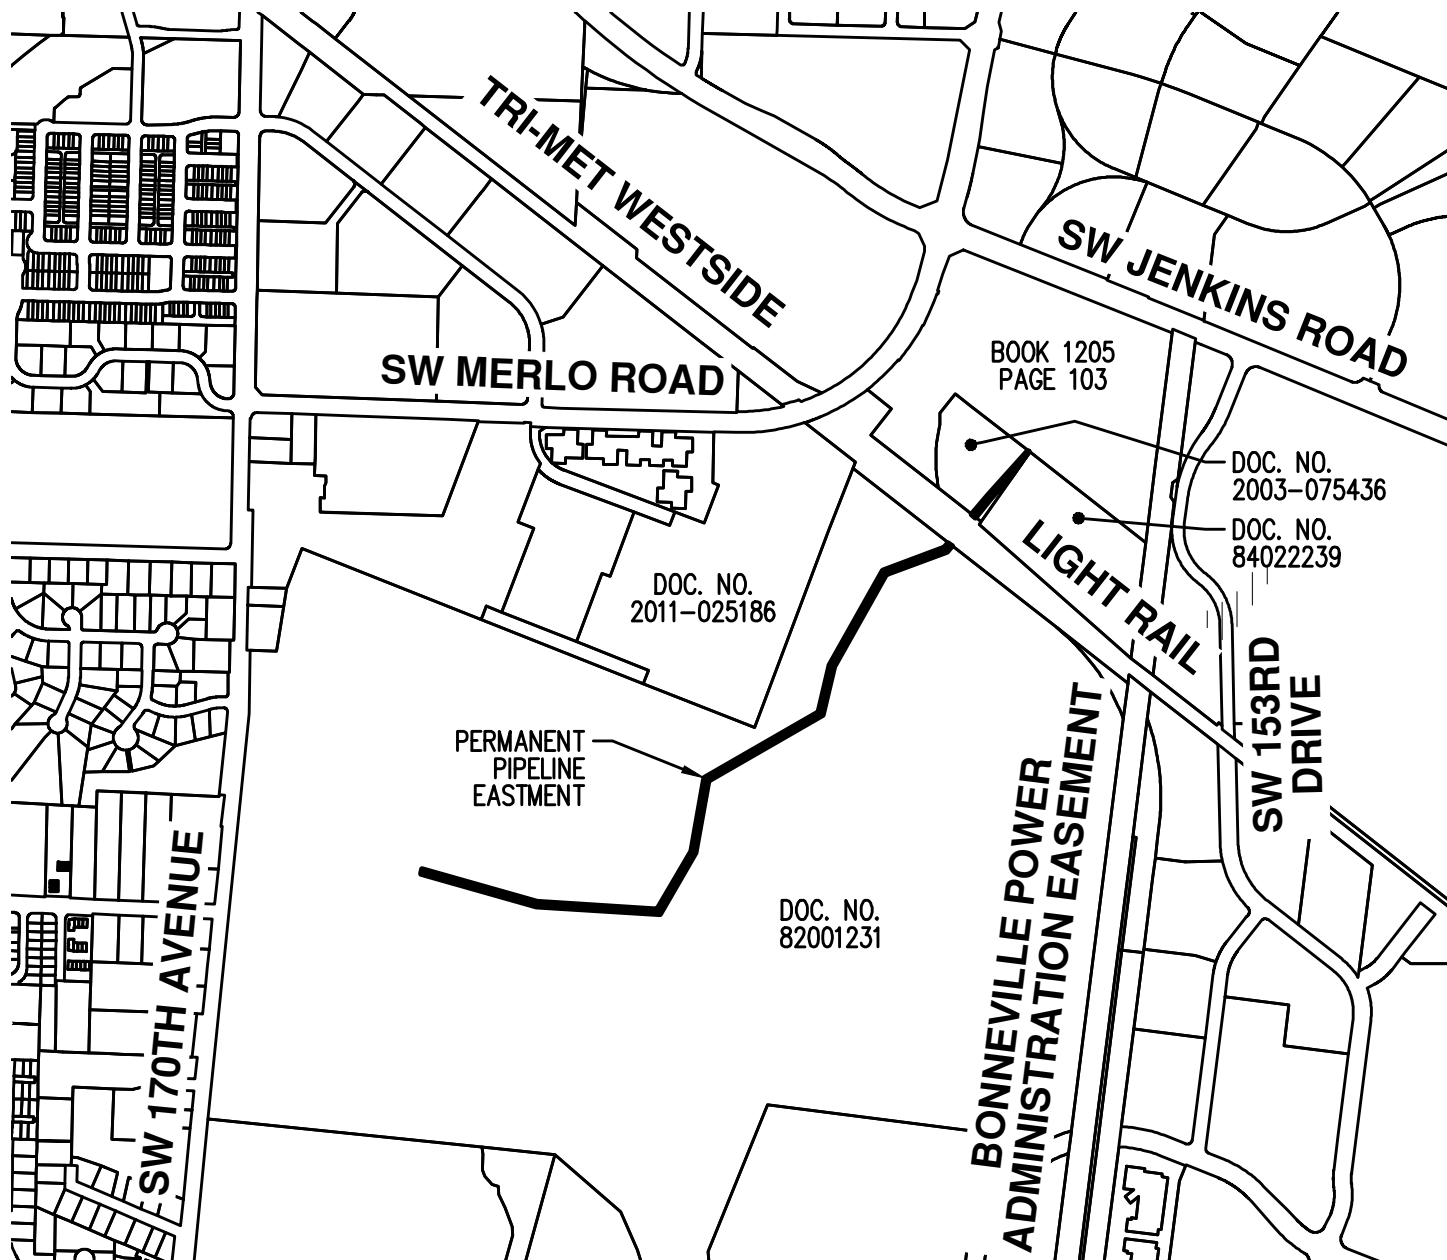 TRI-MET WESTSIDE
SW JENKINS ROAD
BOOK 1205
PAGE 103
SW MERLO ROAD
DOC. NO.
2003-075436
DOC. NO.
84022239
LIGHT RAIL
DOC. NO.
2011-025186
SW 153RD
DRIVE
PERMANENT
PIPELINE
EASTMENT
BONNEVILLE POWER
ADMINISTRATION EASEMENT
SW 170TH AVENUE
DOC. NO.
82001231